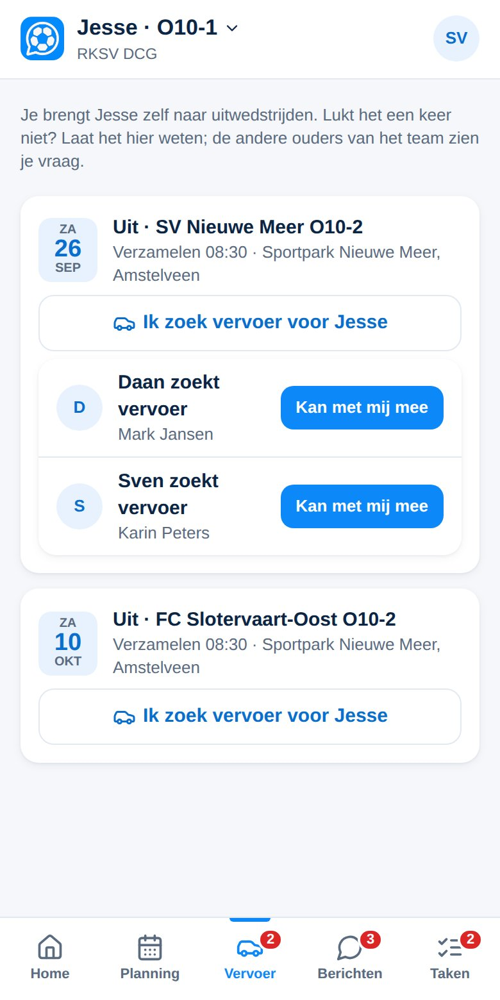 Jesse · O10-1
RKSV DCG
SV
Je brengt Jesse zelf naar uitwedstrijden. Lukt het een keer
niet? Laat het hier weten; de andere ouders van het team zien
je vraag.
ZA
26
SEP
Uit · SV Nieuwe Meer O10-2
Verzamelen 08:30 · Sportpark Nieuwe Meer,
Amstelveen
Ik zoek vervoer voor Jesse
D
Daan zoekt
vervoer
Mark Jansen
Kan met mij mee
S
Sven zoekt
vervoer
Karin Peters
Kan met mij mee
ZA
10
OKT
Uit · FC Slotervaart-Oost O10-2
Verzamelen 08:30 · Sportpark Nieuwe Meer,
Amstelveen
Ik zoek vervoer voor Jesse
Home
Planning
2
Vervoer
3
Berichten
2
Taken